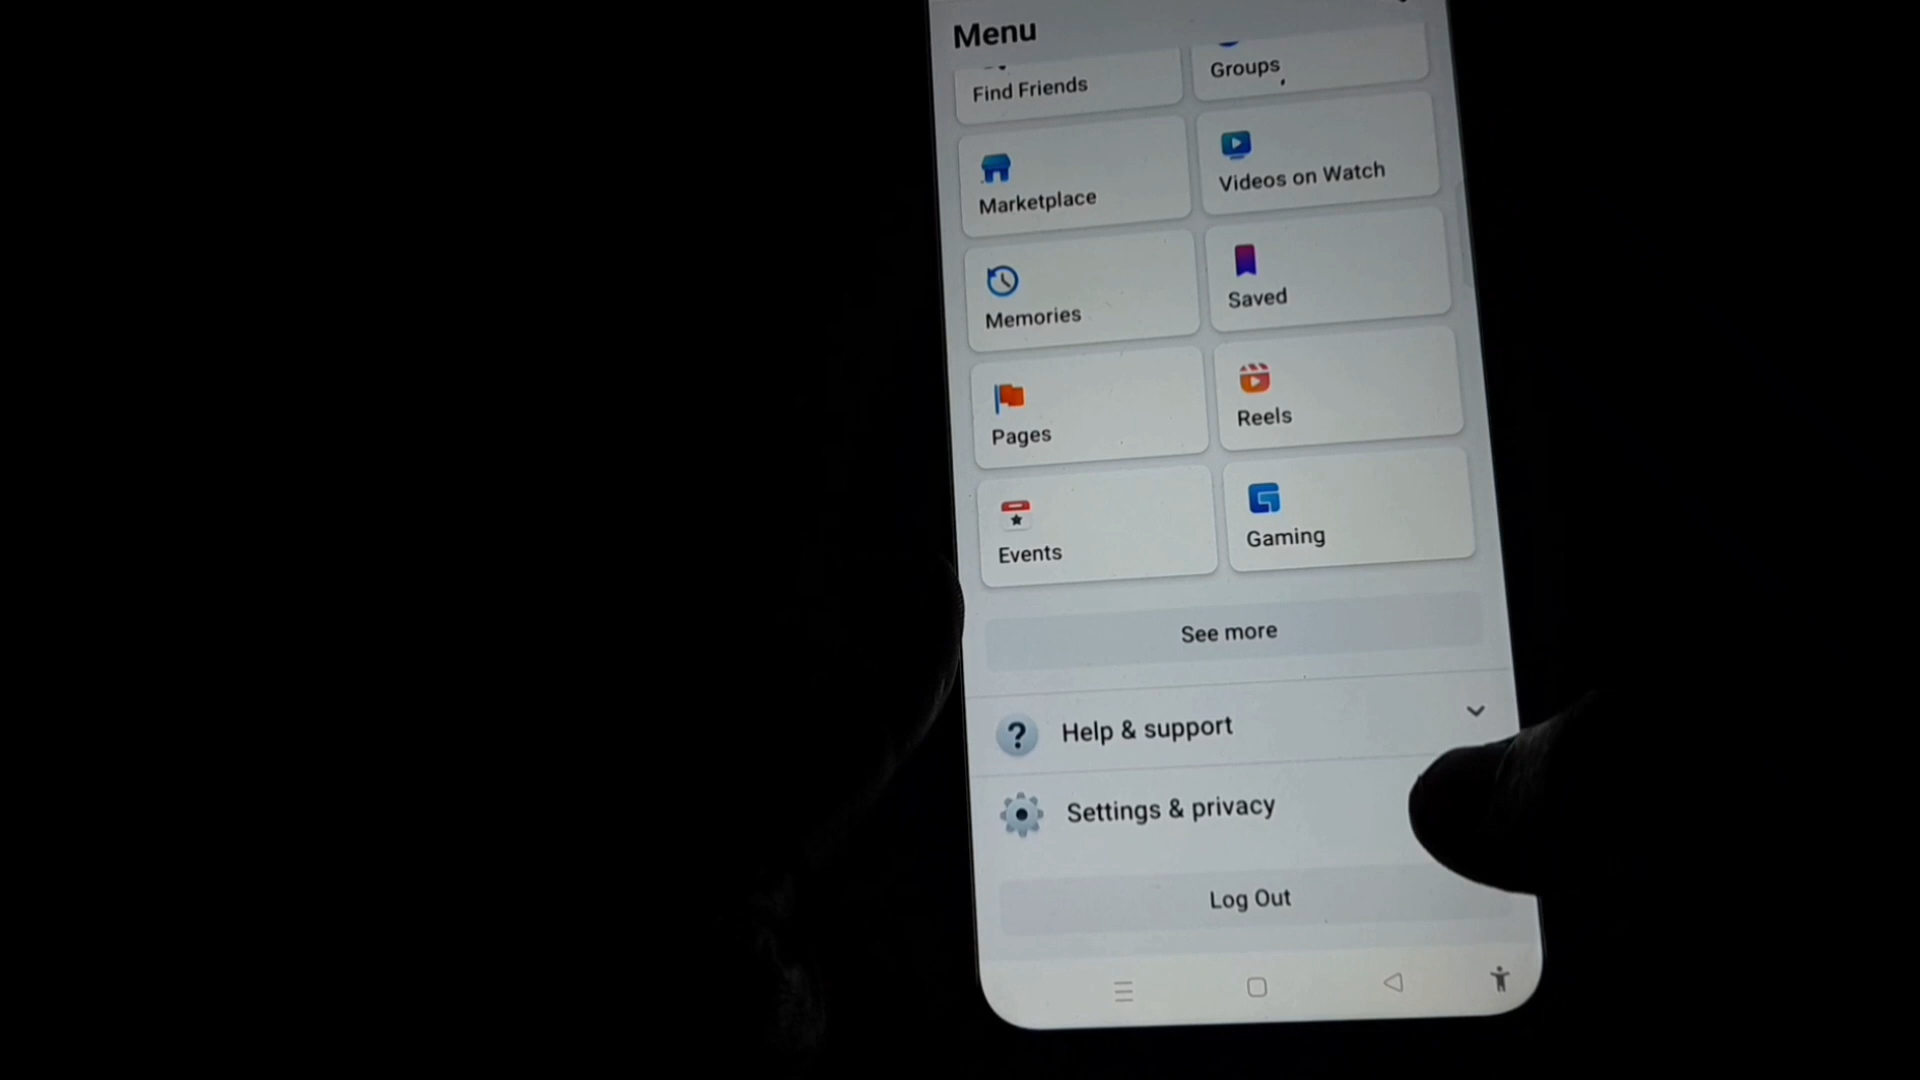 Menu
Find Friends
Groups
Marketplace
Videos on Watch
Memories
Saved
Pages
Reels
Events
Gaming
See more
? Help & support
Settings & privacy
Log Out